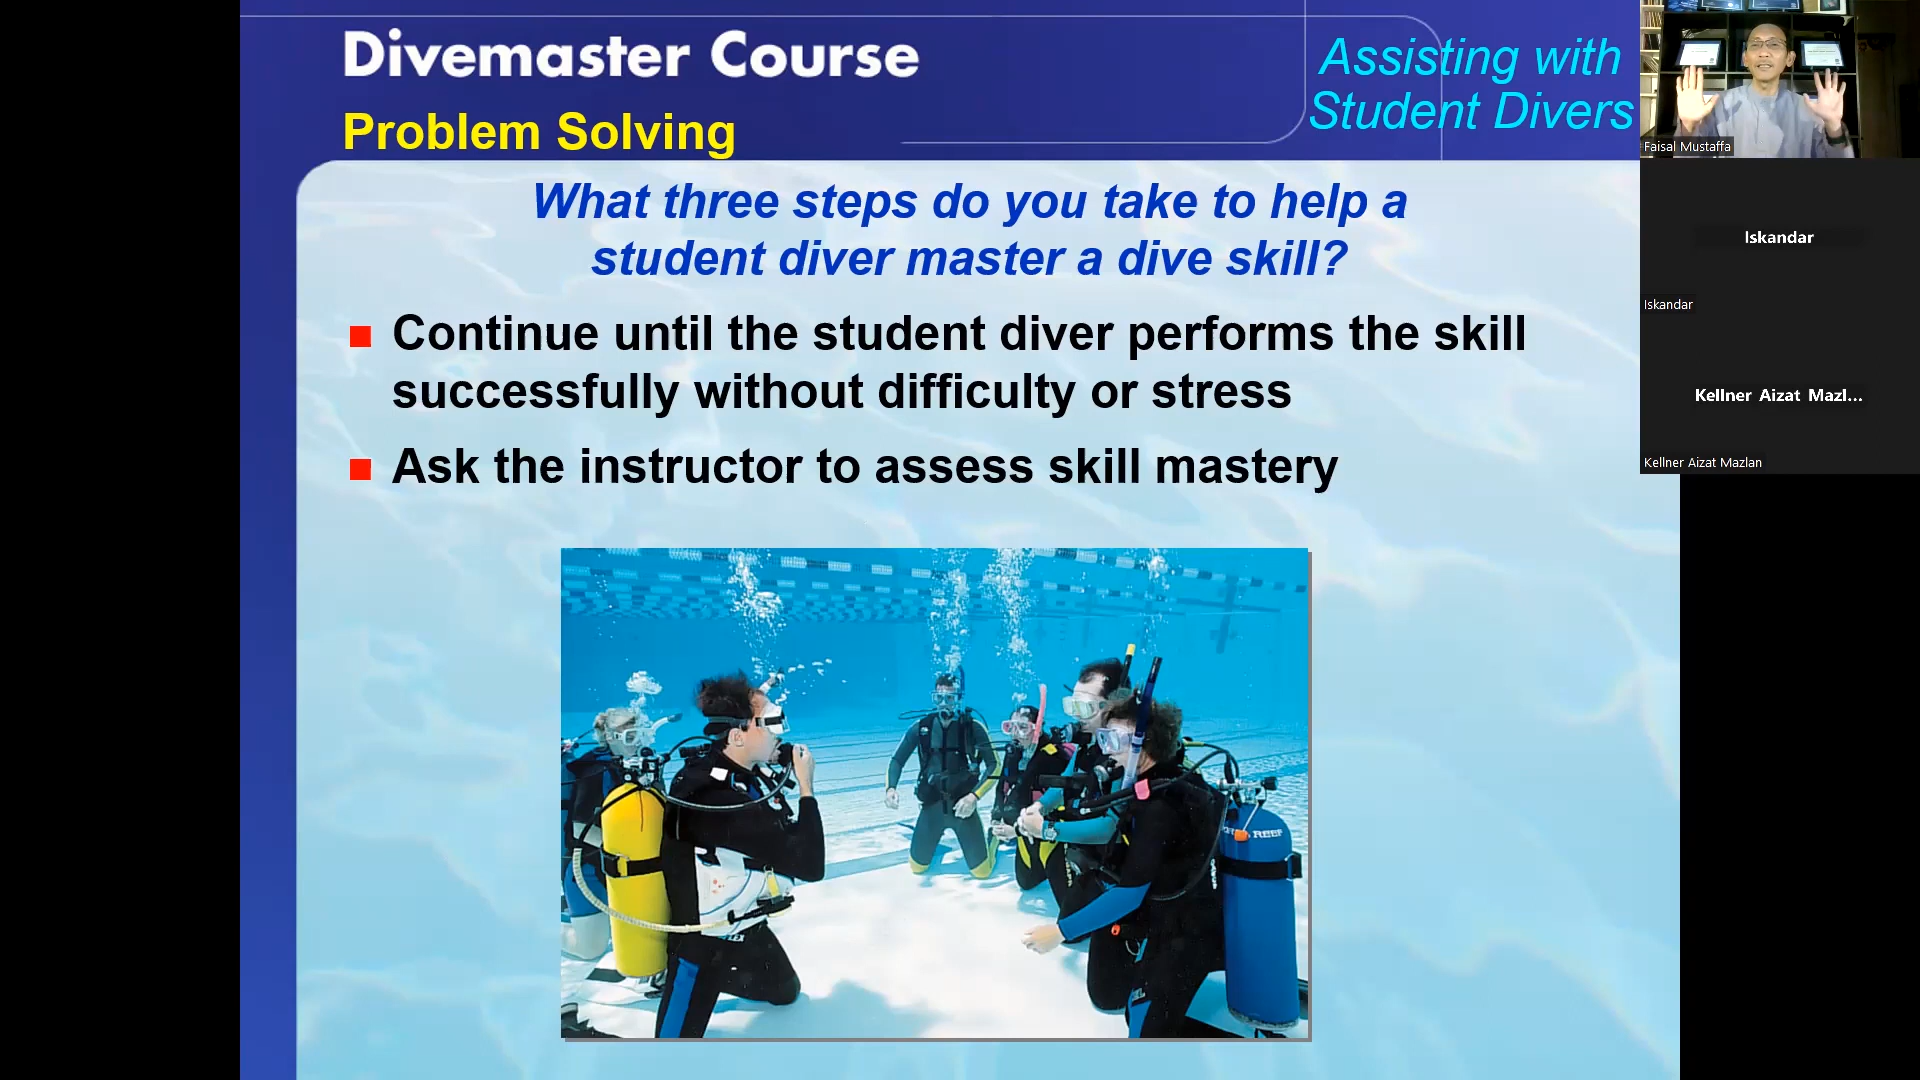 Divemaster Course
Problem Solving
Assisting with
Student Divers
What three steps do you take to help a
student diver master a dive skill?
Continue until the student diver performs the skill
successfully without difficulty or stress
Ask the instructor to assess skill mastery
Faisal Mustaffa
Iskandar
Iskandar
Kellner Aizat Mazl...
Kellner Aizat Mazlan
REEF